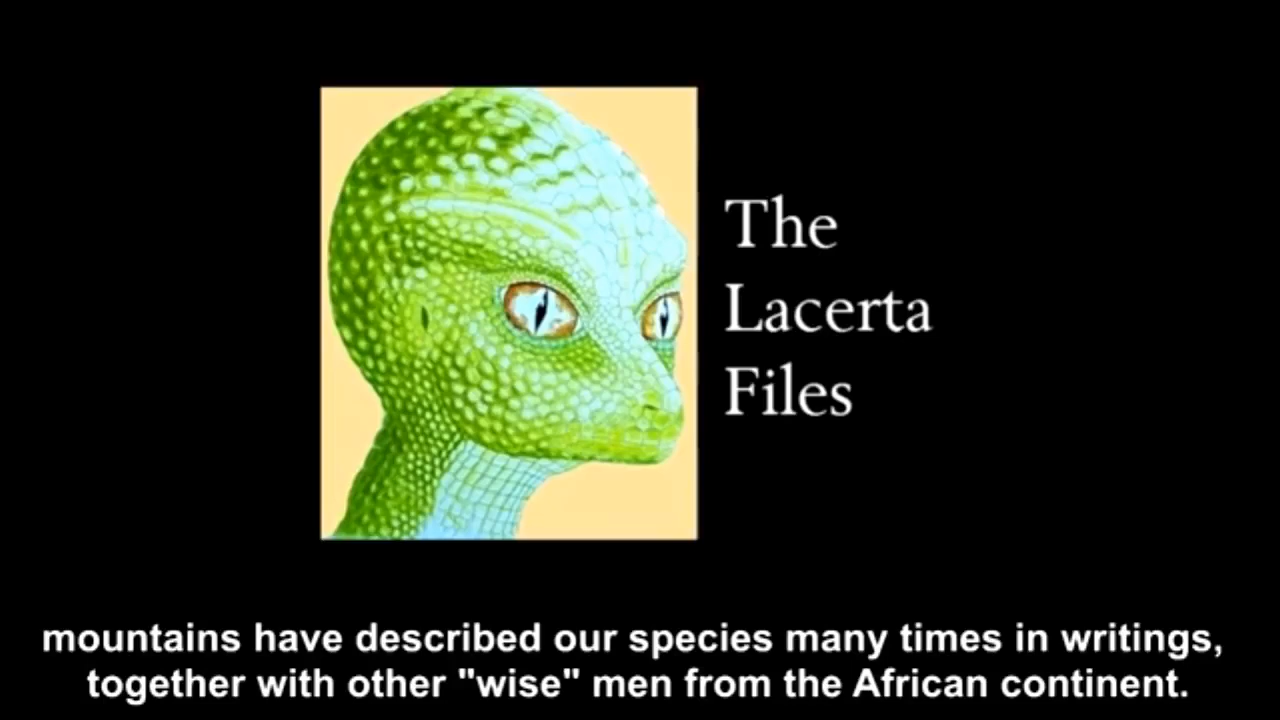 The
Lacerta
Files
mountains have described our species many times in writings,
together with other "wise" men from the African continent.